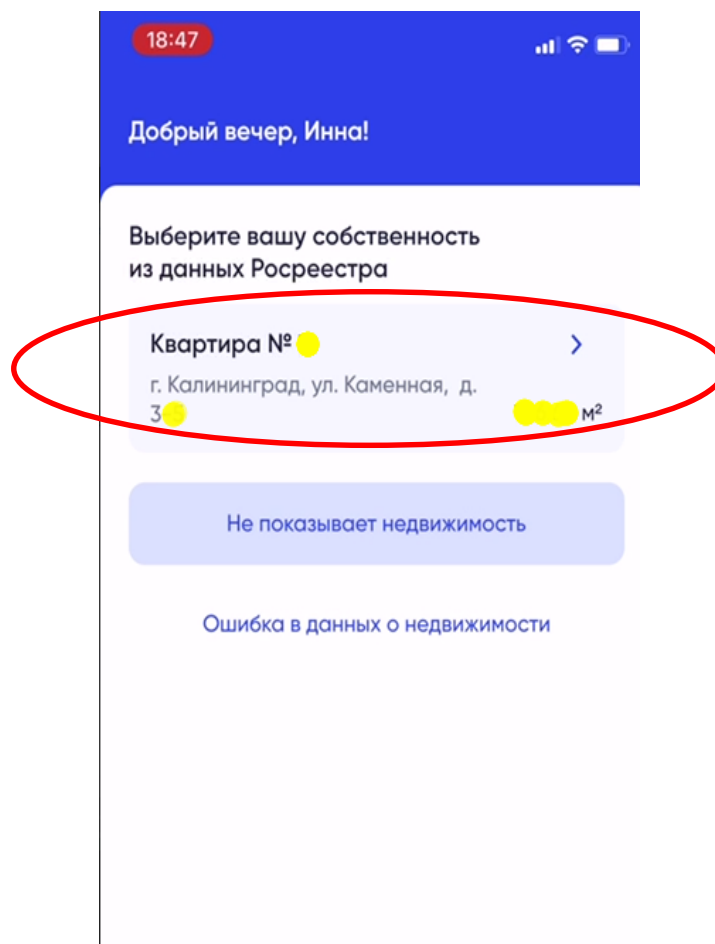 18:47
Добрый вечер, Инна!
Выберите вашу собственность
из данных Росреестра
Квартира №
г. Калининград, ул. Каменная, д.
3
м²
Не показывает недвижимость
Ошибка в данных о недвижимости